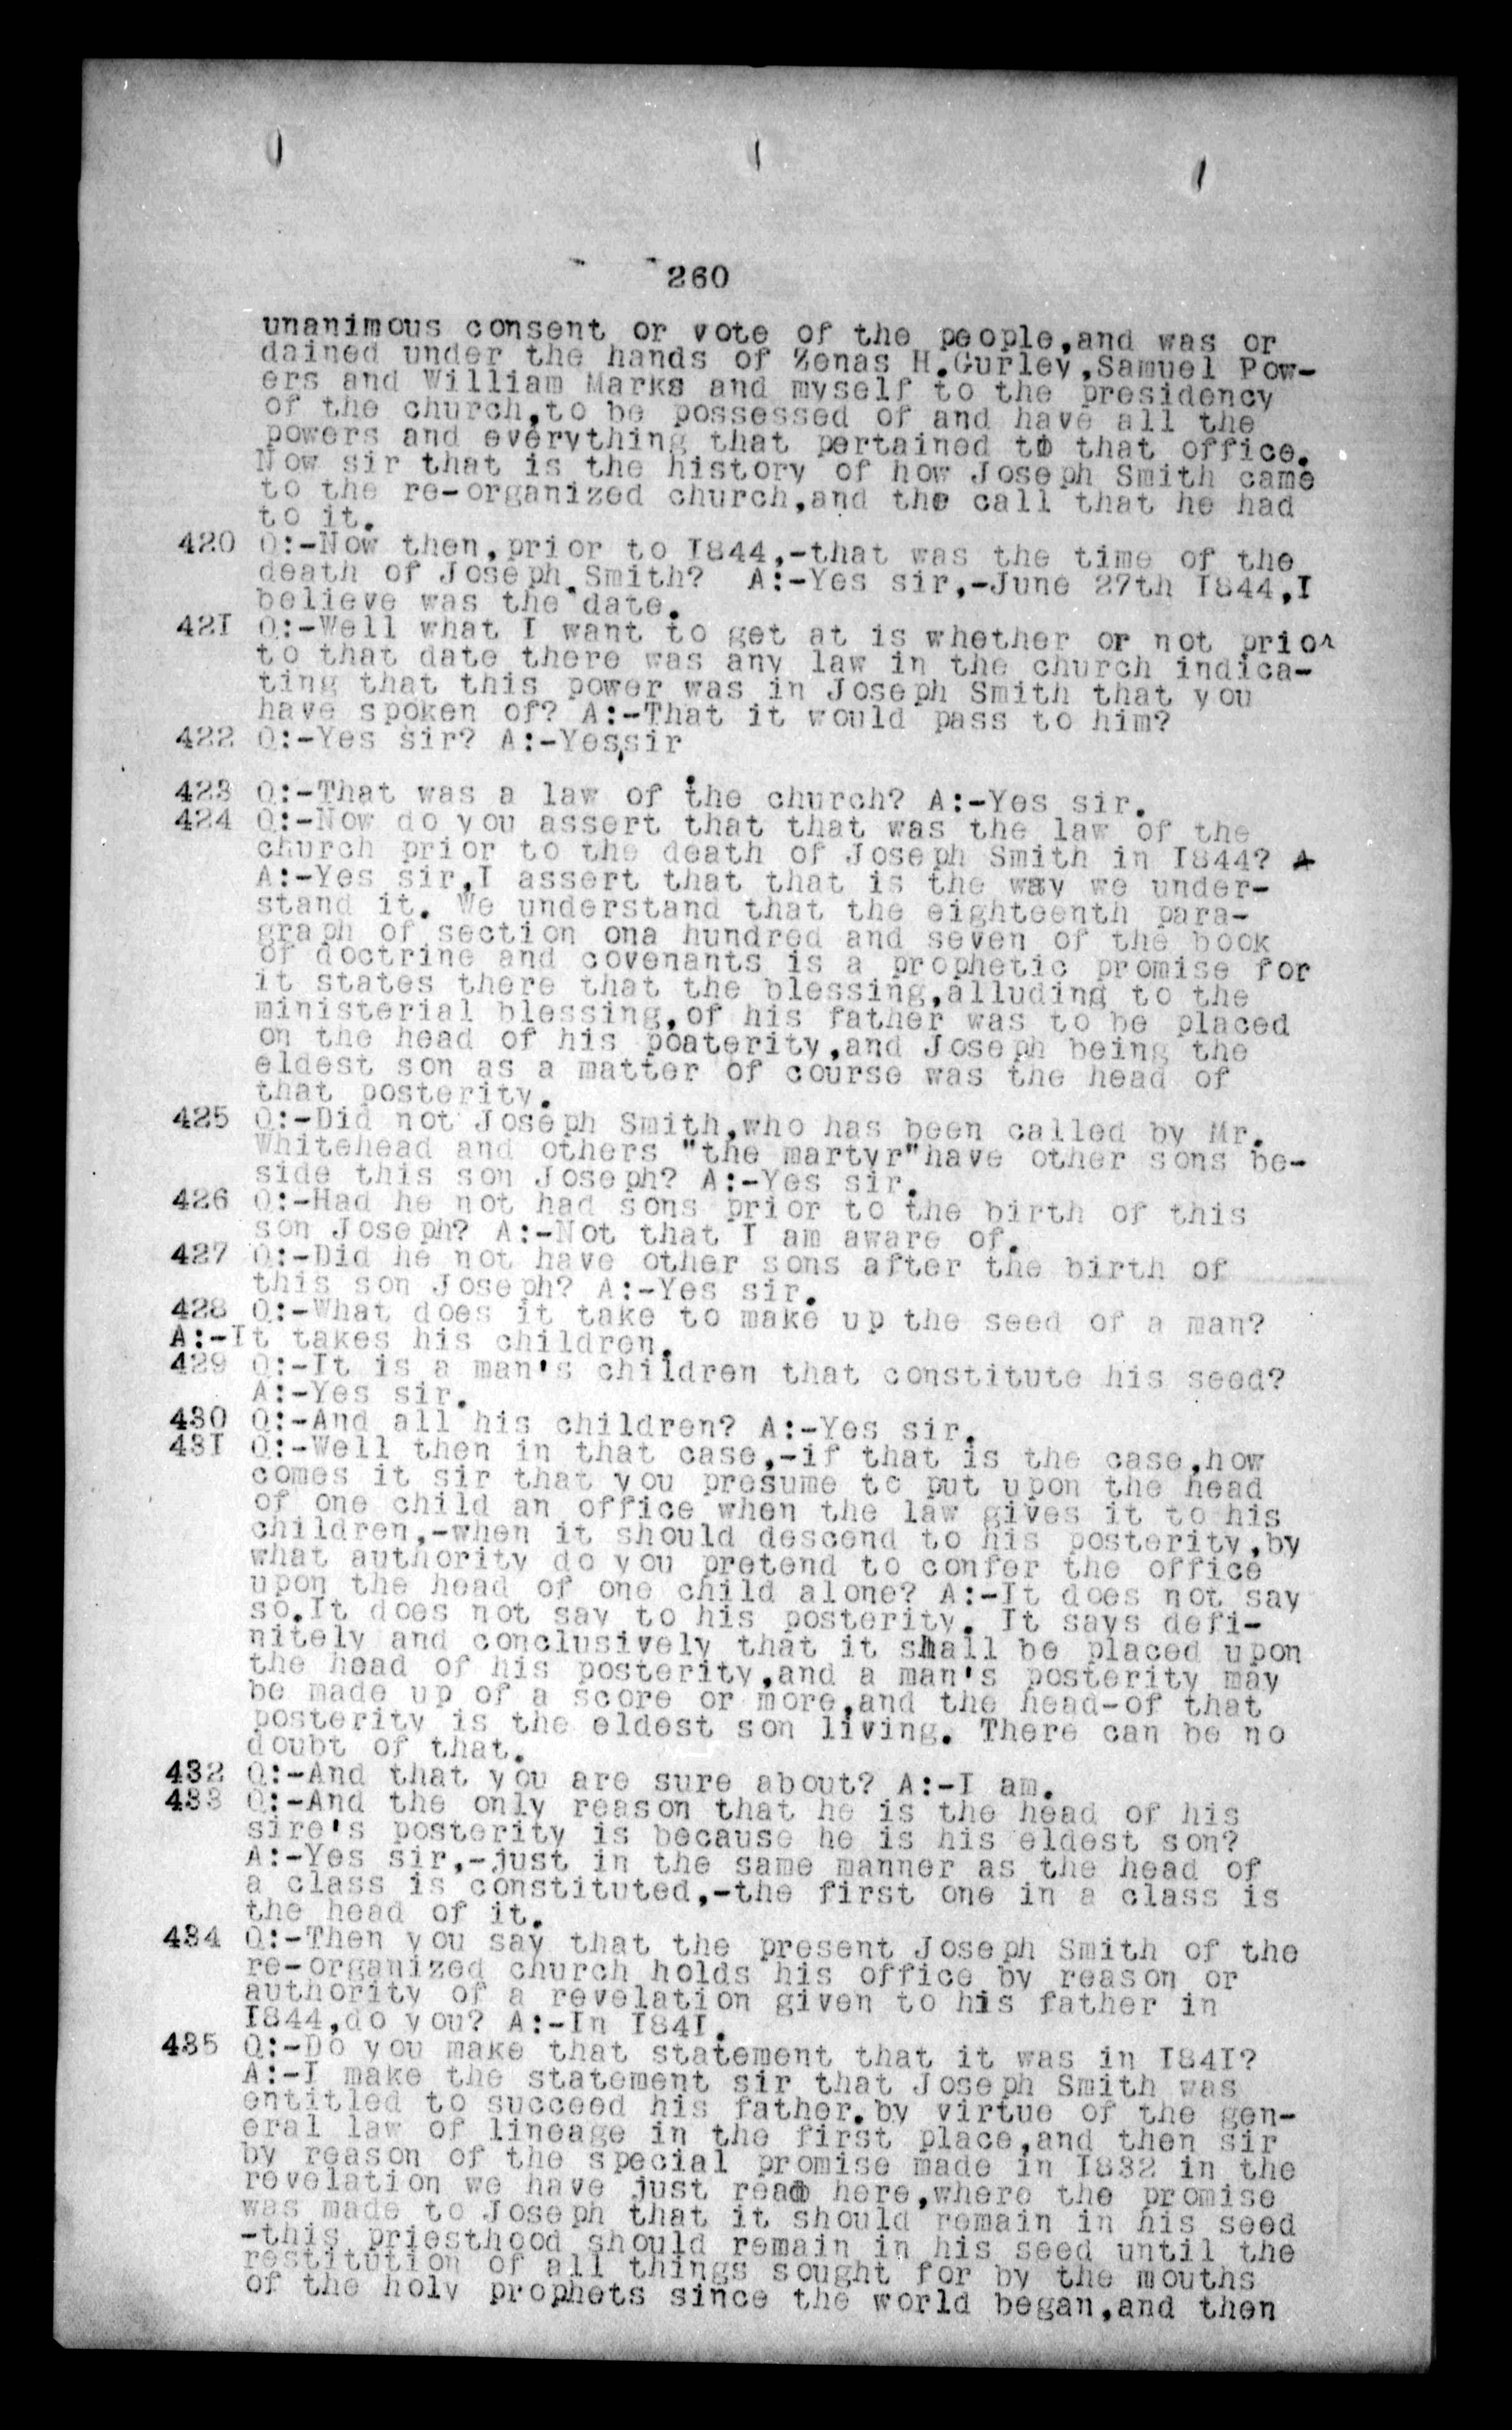 260
unanimous consent or vote of the people,and was or
dained under the hands of Zenas H.Gurley,Samuel Pow-
ers and William Marks and myself to the presidency
of the church,to be possessed of and have all the
powers and everything that pertained to that office.
Now sir that is the history of how Joseph Smith came
to the re-organized church,and the call that he had
to it.
420 Q:-Now then,prior to I844,-that was the time of the
death of Joseph Smith? A:-Yes sir,-June 27th I844,I
believe was the date.
42I Q:-Well what I want to get at is whether or not prior
to that date there was any law in the church indica-
ting that this power was in Joseph Smith that you
have spoken of? A:-That it would pass to him?
422 Q:-Yes sir? A:-Yes,sir
423 Q:-That was a law of the church? A:-Yes sir.
424 Q:-Now do you assert that that was the law of the
church prior to the death of Joseph Smith in I844? A
A:-Yes sir,I assert that that is the way we under-
stand it. We understand that the eighteenth para-
graph of section ona hundred and seven of the book
of doctrine and covenants is a prophetic promise for
it states there that the blessing,alluding to the
ministerial blessing,of his father was to be placed
on the head of his poaterity,and Joseph being the
eldest son as a matter of course was the head of
that posterity.
425 Q:-Did not Joseph Smith,who has been called by Mr.
Whitehead and others "the martyr"have other sons be-
side this son Joseph? A:-Yes sir.
426 Q:-Had he not had sons prior to the birth of this
son Joseph? A:-Not that I am aware of.
427 Q:-Did he not have other sons after the birth of
this son Joseph? A:-Yes sir.
428 Q:-What does it take to make up the seed of a man?
A:-It takes his children.
429 Q:-It is a man's children that constitute his seed?
A:-Yes sir.
430 Q:-And all his children? A:-Yes sir.
43I Q:-Well then in that case,-if that is the case,how
comes it sir that you presume to put upon the head
of one child an office when the law gives it to his
children,-when it should descend to his posterity,by
what authority do you pretend to confer the office
upon the head of one child alone? A:-It does not say
so.It does not say to his posterity. It says defi-
nitely and conclusively that it shall be placed upon
the head of his posterity,and a man's posterity may
be made up of a score or more,and the head-of that
posterity is the eldest son living. There can be no
doubt of that.
432 Q:-And that you are sure about? A:-I am.
433 Q:-And the only reason that he is the head of his
sire's posterity is because he is his eldest son?
A:-Yes sir,-just in the same manner as the head of
a class is constituted,-the first one in a class is
the head of it.
434 Q:-Then you say that the present Joseph Smith of the
re-organized church holds his office by reason or
authority of a revelation given to his father in
I844,do you? A:-In I84I.
435 Q:-Do you make that statement that it was in I84I?
A:-I make the statement sir that Joseph Smith was
entitled to succeed his father.by virtue of the gen-
eral law of lineage in the first place,and then sir
by reason of the special promise made in I832 in the
revelation we have just read here,where the promise
was made to Joseph that it should remain in his seed
-this priesthood should remain in his seed until the
restitution of all things sought for by the mouths
of the holy prophets since the world began,and then